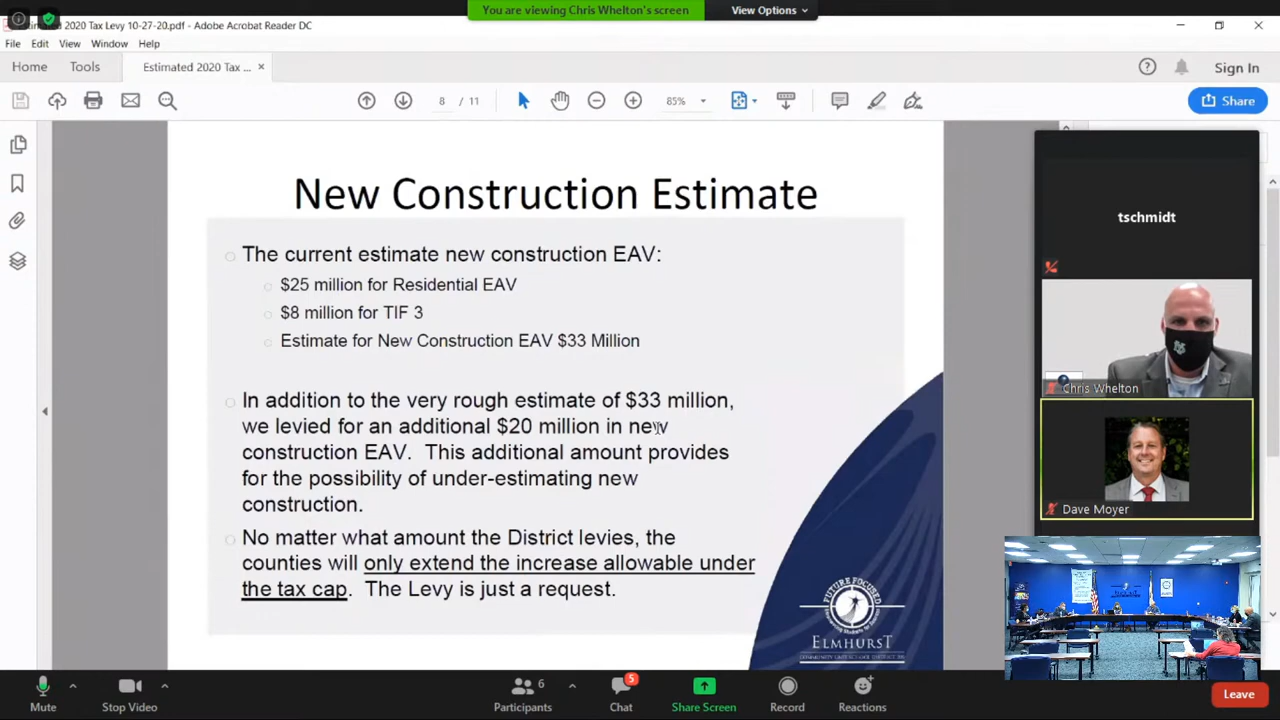 You are viewing Chris Whelton's screen
View Options
2020 Tax Levy 10-27-20.pdf - Adobe Acrobat Reader DC
File Edit View Window Help
Home Tools Estimated 2020 Tax ... ×
Sign In
8 / 11
85%
Share
New Construction Estimate
The current estimate new construction EAV:
$25 million for Residential EAV
$8 million for TIF 3
Estimate for New Construction EAV $33 Million
In addition to the very rough estimate of $33 million,
we levied for an additional $20 million in new
construction EAV. This additional amount provides
for the possibility of under-estimating new
construction.
No matter what amount the District levies, the
counties will only extend the increase allowable under
the tax cap. The Levy is just a request.
FUTURE FOCUSED
ELMHURST
tschmidt
Chris Whelton
Dave Moyer
Mute
Stop Video
Participants
6
Chat
5
Share Screen
Record
Reactions
Leave